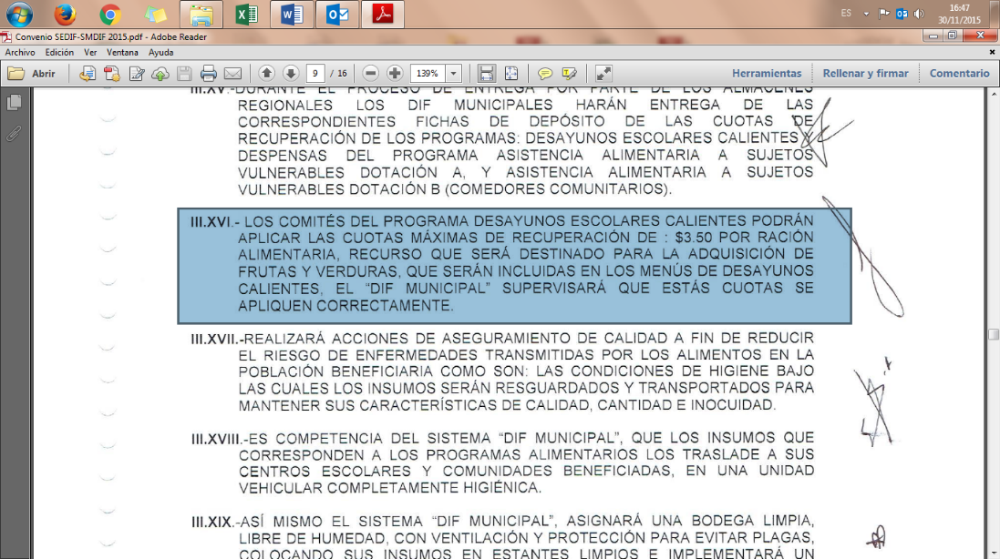 ES
16:47
30/11/2015
Convenio SEDIF-SMDIF 2015.pdf - Adobe Reader
Archivo Edición Ver Ventana Ayuda
Abrir 9 / 16 139% Herramientas Rellenar y firmar Comentario
III.XV.-DURANTE EL PROCESO DE ENTREGA POR PARTE DE LOS ALMACENES
REGIONALES LOS DIF MUNICIPALES HARÁN ENTREGA DE LAS
CORRESPONDIENTES FICHAS DE DEPÓSITO DE LAS CUOTAS DE
RECUPERACIÓN DE LOS PROGRAMAS: DESAYUNOS ESCOLARES CALIENTES Y
DESPENSAS DEL PROGRAMA ASISTENCIA ALIMENTARIA A SUJETOS
VULNERABLES DOTACIÓN A, Y ASISTENCIA ALIMENTARIA A SUJETOS
VULNERABLES DOTACIÓN B (COMEDORES COMUNITARIOS).
III.XVI.- LOS COMITÉS DEL PROGRAMA DESAYUNOS ESCOLARES CALIENTES PODRÁN
APLICAR LAS CUOTAS MÁXIMAS DE RECUPERACIÓN DE : $3.50 POR RACIÓN
ALIMENTARIA, RECURSO QUE SERÁ DESTINADO PARA LA ADQUISICIÓN DE
FRUTAS Y VERDURAS, QUE SERÁN INCLUIDAS EN LOS MENÚS DE DESAYUNOS
CALIENTES, EL “DIF MUNICIPAL” SUPERVISARÁ QUE ESTÁS CUOTAS SE
APLIQUEN CORRECTAMENTE.
III.XVII.-REALIZARÁ ACCIONES DE ASEGURAMIENTO DE CALIDAD A FIN DE REDUCIR
EL RIESGO DE ENFERMEDADES TRANSMITIDAS POR LOS ALIMENTOS EN LA
POBLACIÓN BENEFICIARIA COMO SON: LAS CONDICIONES DE HIGIENE BAJO
LAS CUALES LOS INSUMOS SERÁN RESGUARDADOS Y TRANSPORTADOS PARA
MANTENER SUS CARACTERÍSTICAS DE CALIDAD, CANTIDAD E INOCUIDAD.
III.XVIII.-ES COMPETENCIA DEL SISTEMA “DIF MUNICIPAL”, QUE LOS INSUMOS QUE
CORRESPONDEN A LOS PROGRAMAS ALIMENTARIOS LOS TRASLADE A SUS
CENTROS ESCOLARES Y COMUNIDADES BENEFICIADAS, EN UNA UNIDAD
VEHICULAR COMPLETAMENTE HIGIÉNICA.
III.XIX.-ASÍ MISMO EL SISTEMA “DIF MUNICIPAL”, ASIGNARÁ UNA BODEGA LIMPIA,
LIBRE DE HUMEDAD, CON VENTILACIÓN Y PROTECCIÓN PARA EVITAR PLAGAS,
COLOCANDO SUS INSUMOS EN ESTANTES LIMPIOS E IMPLEMENTARÁ UN